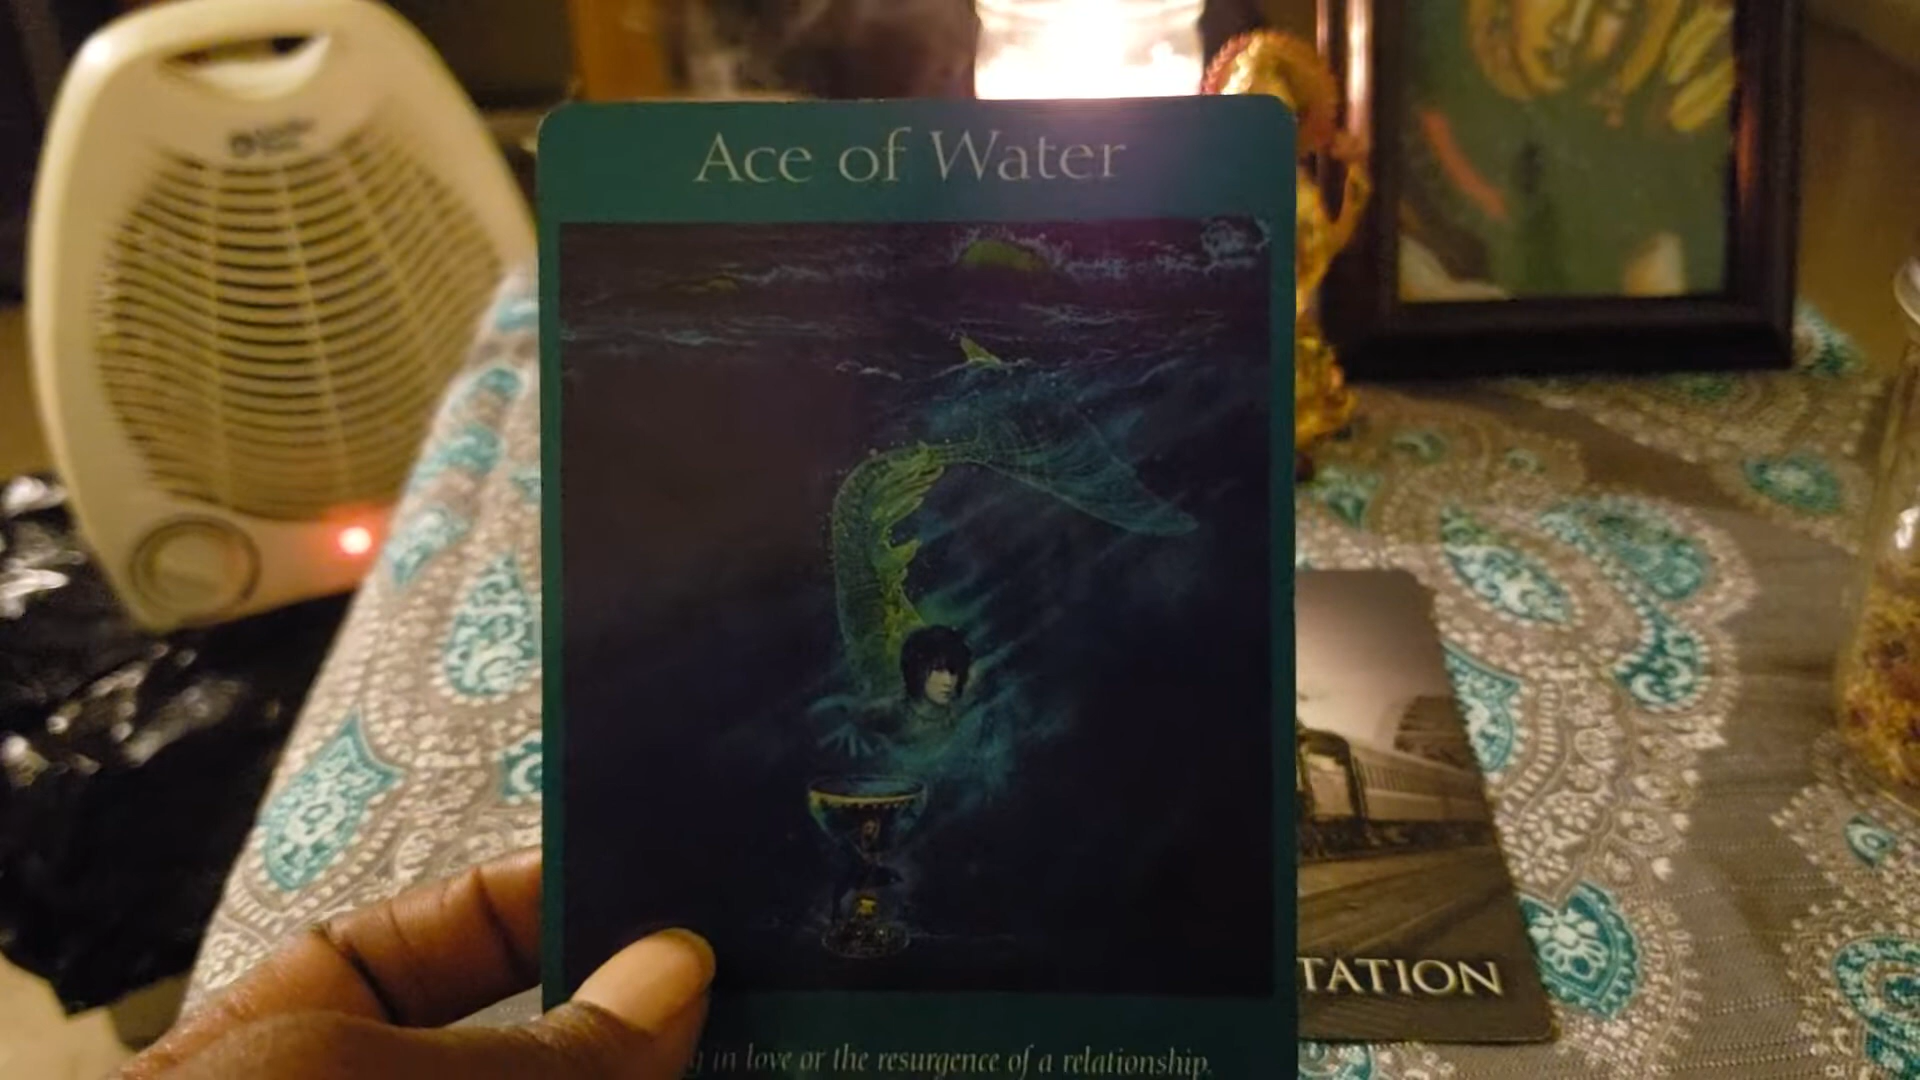 Ace of Water
TATION
in love or the resurgence of a relationship.